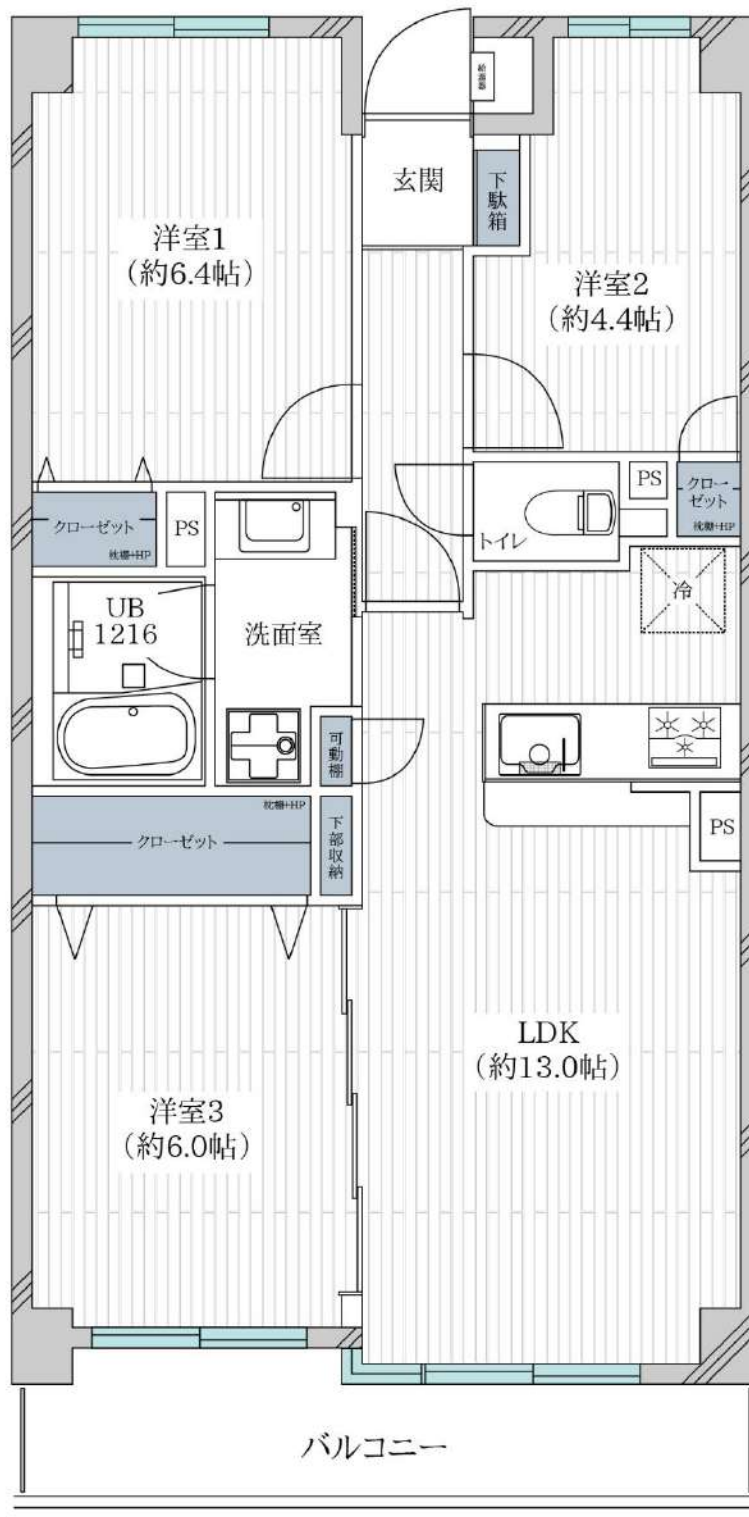 給湯器
玄関
下駄箱
洋室1
(約6.4帖)
洋室2
(約4.4帖)
クローゼット
枕棚+HP
PS
トイレ
PS
クロー
ゼット
枕棚+HP
UB
1216
洗面室
冷
可動棚
枕棚+HP
クローゼット
下部収納
PS
LDK
(約13.0帖)
洋室3
(約6.0帖)
バルコニー